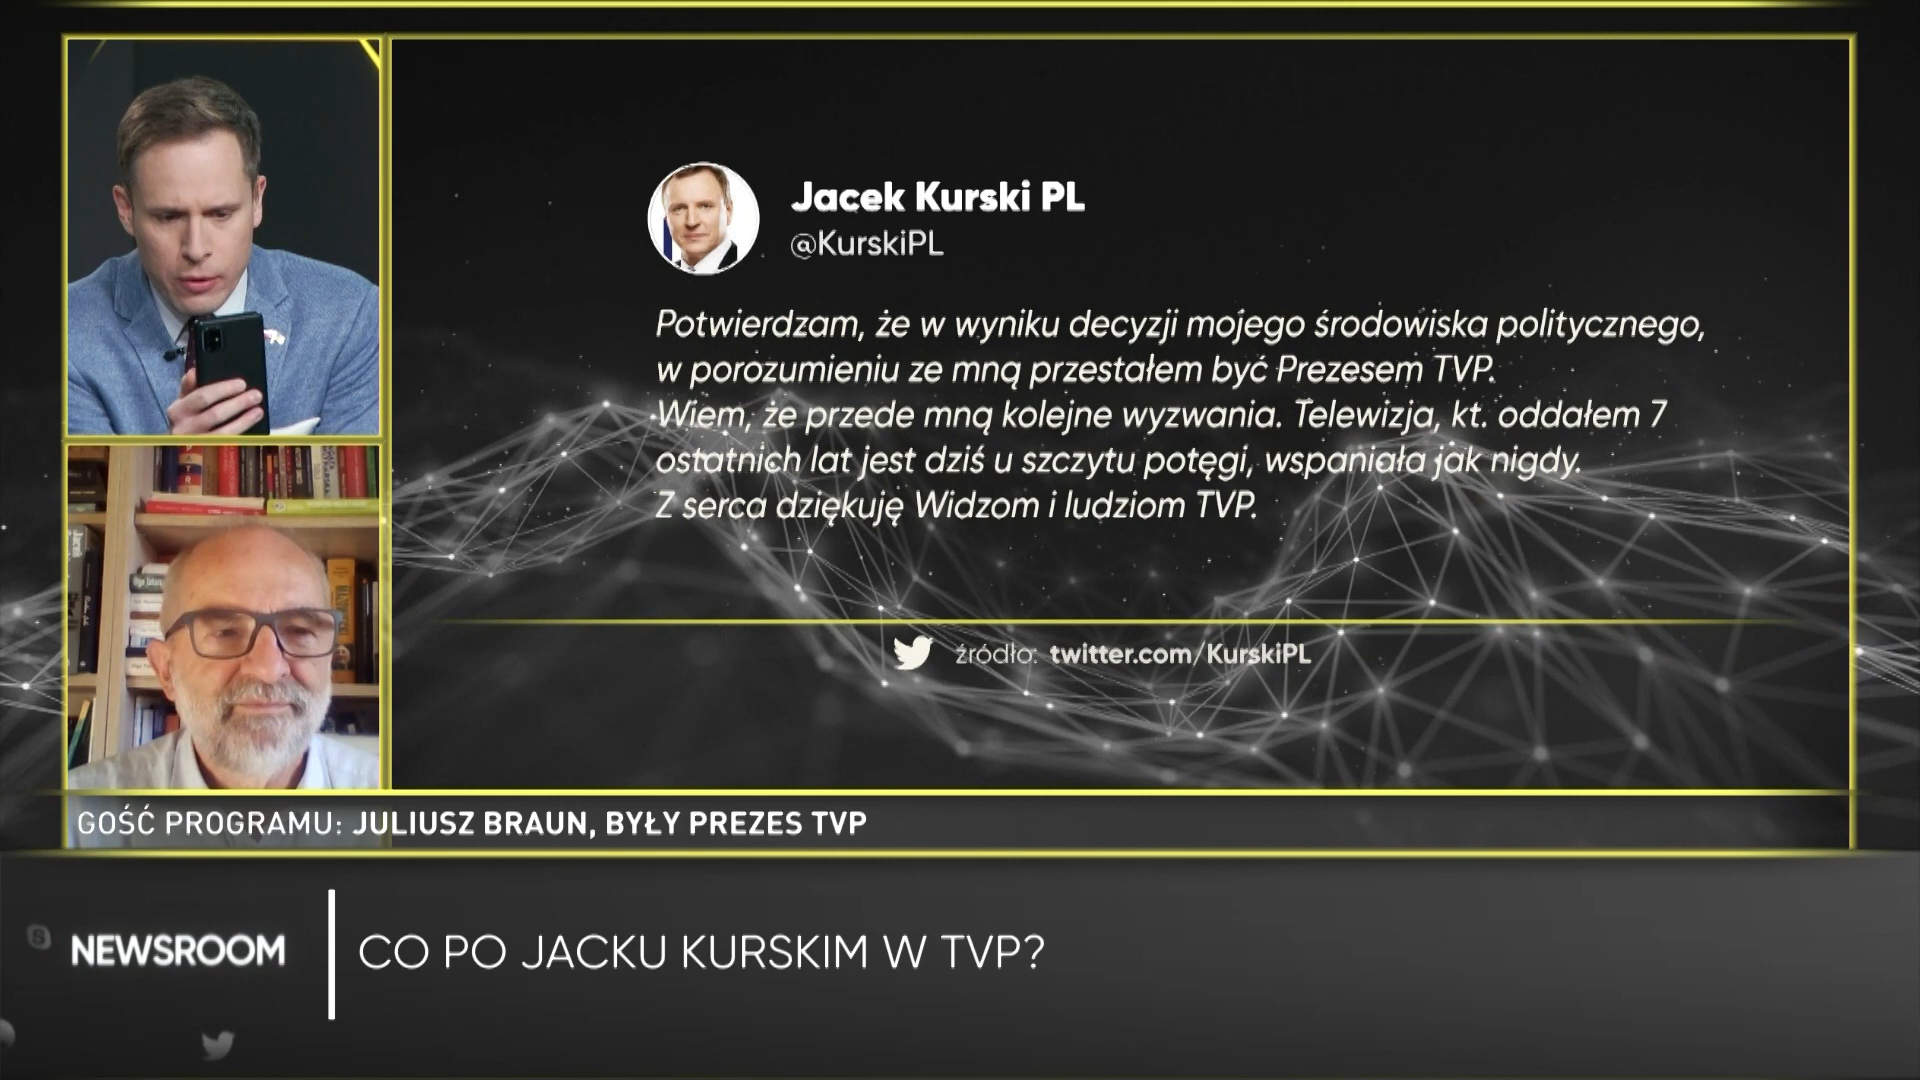 Jacek Kurski PL
@KurskiPL
Potwierdzam, że w wyniku decyzji mojego środowiska politycznego,
w porozumieniu ze mną przestałem być Prezesem TVP.
Wiem, że przede mną kolejne wyzwania. Telewizja, kt. oddałem 7
ostatnich lat jest dziś u szczytu potęgi, wspaniała jak nigdy.
Z serca dziękuję Widzom i ludziom TVP.
źródło: twitter.com/KurskiPL
GOŚĆ PROGRAMU: JULIUSZ BRAUN, BYŁY PREZES TVP
NEWSROOM
CO PO JACKU KURSKIM W TVP?